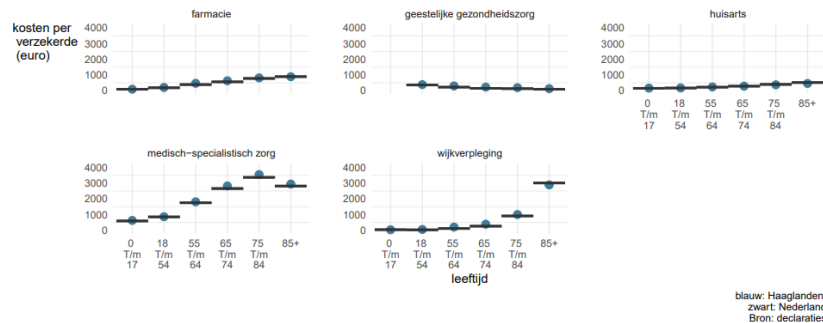 kosten per
verzekerde
(euro)
farmacie
4000
3000
2000
1000
0
geestelijke gezondheidszorg
4000
3000
2000
1000
0
huisarts
4000
3000
2000
1000
0
0 18 55 65 75 85+
T/m T/m T/m T/m T/m
17 54 64 74 84
medisch-specialistisch zorg
4000
3000
2000
1000
0
0 18 55 65 75 85+
T/m T/m T/m T/m T/m
17 54 64 74 84
wijkverpleging
4000
3000
2000
1000
0
0 18 55 65 75 85+
T/m T/m T/m T/m T/m
17 54 64 74 84
leeftijd
blauw: Haaglanden
zwart: Nederland
Bron: declaraties